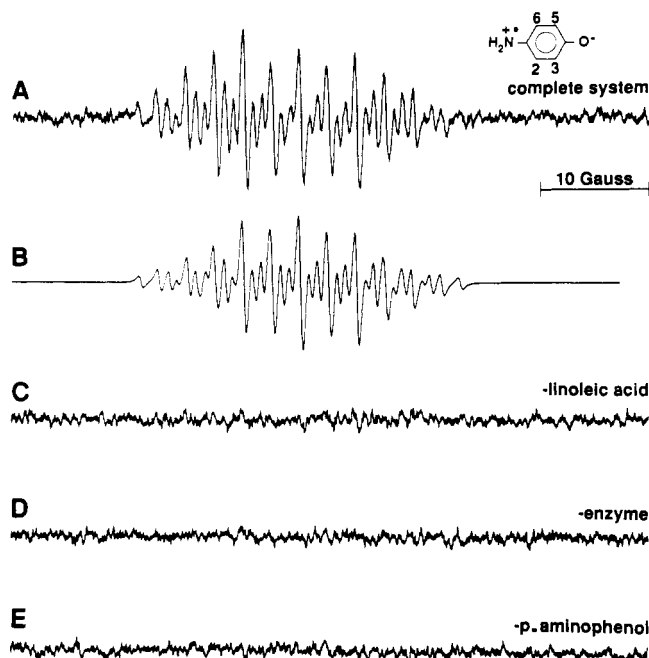 6 5
H₂N +• O⁻
2 3
A
complete system
10 Gauss
B
C
-linoleic acid
D
-enzyme
E
-p. aminophenol